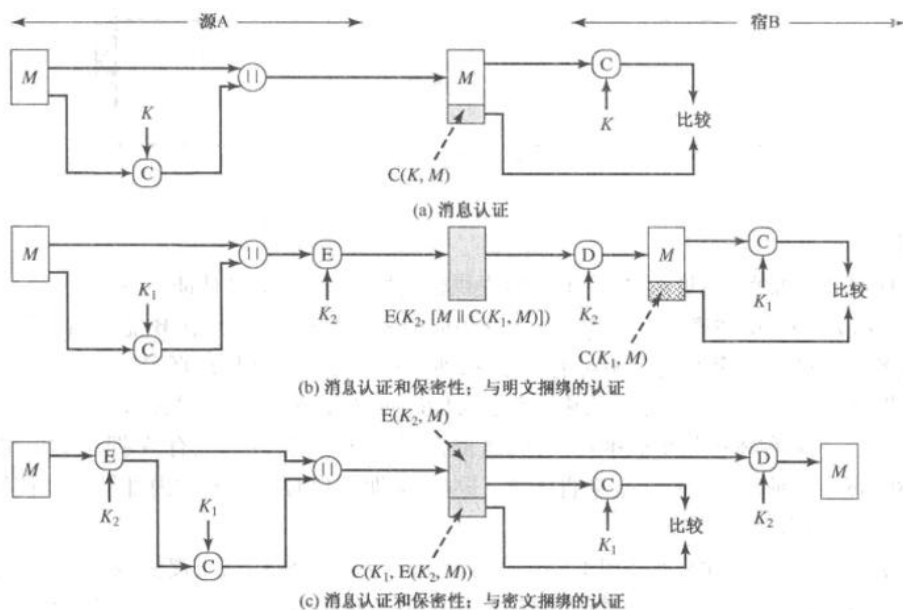 源A
宿B
M
||
M
C
K
比较
K
C
C(K, M)
(a) 消息认证
M
||
E
D
M
C
K₁
K₂
K₂
K₁
比较
C
E(K₂, [M || C(K₁, M)])
C(K₁, M)
(b) 消息认证和保密性；与明文捆绑的认证
E(K₂, M)
M
E
||
D
M
C
K₂
K₁
K₁
比较
K₂
C
C(K₁, E(K₂, M))
(c) 消息认证和保密性；与密文捆绑的认证